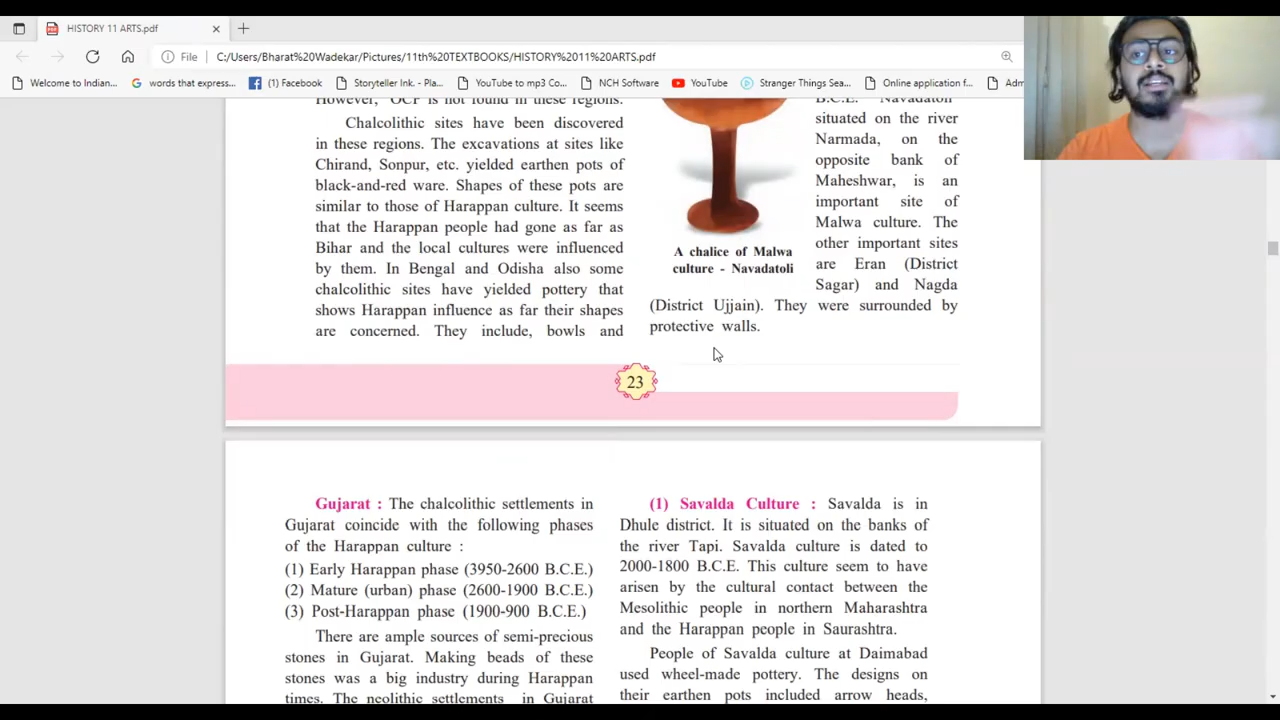 HISTORY 11 ARTS.pdf
File
C:/Users/Bharat%20Wadekar/Pictures/11th%20TEXTBOOKS/HISTORY%2011%20ARTS.pdf
Welcome to Indian...
words that express...
(1) Facebook
Storyteller Ink. - Pla...
YouTube to mp3 Co...
NCH Software
YouTube
Stranger Things Sea...
Online application f...
Adm
However, OCP is not found in these regions.
Chalcolithic sites have been discovered
in these regions. The excavations at sites like
Chirand, Sonpur, etc. yielded earthen pots of
black-and-red ware. Shapes of these pots are
similar to those of Harappan culture. It seems
that the Harappan people had gone as far as
Bihar and the local cultures were influenced
by them. In Bengal and Odisha also some
chalcolithic sites have yielded pottery that
shows Harappan influence as far their shapes
are concerned. They include, bowls and
A chalice of Malwa
culture - Navadatoli
B.C.E. Navadatoli
situated on the river
Narmada, on the
opposite bank of
Maheshwar, is an
important site of
Malwa culture. The
other important sites
are Eran (District
Sagar) and Nagda
(District Ujjain). They were surrounded by
protective walls.
23
Gujarat : The chalcolithic settlements in
Gujarat coincide with the following phases
of the Harappan culture :
(1) Early Harappan phase (3950-2600 B.C.E.)
(2) Mature (urban) phase (2600-1900 B.C.E.)
(3) Post-Harappan phase (1900-900 B.C.E.)
There are ample sources of semi-precious
stones in Gujarat. Making beads of these
stones was a big industry during Harappan
times. The neolithic settlements in Gujarat
(1) Savalda Culture : Savalda is in
Dhule district. It is situated on the banks of
the river Tapi. Savalda culture is dated to
2000-1800 B.C.E. This culture seem to have
arisen by the cultural contact between the
Mesolithic people in northern Maharashtra
and the Harappan people in Saurashtra.
People of Savalda culture at Daimabad
used wheel-made pottery. The designs on
their earthen pots included arrow heads,